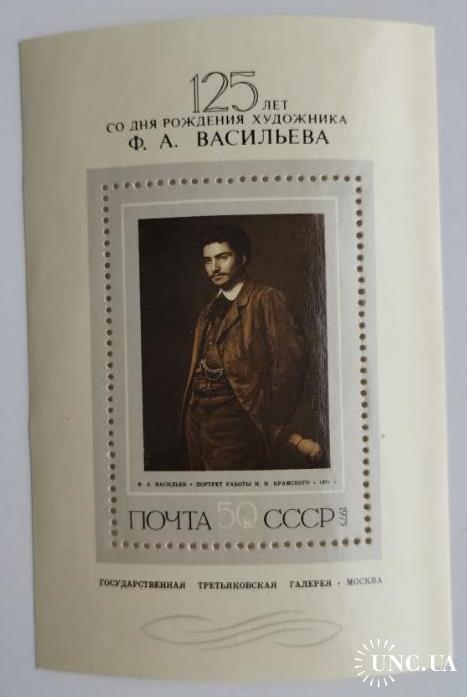 125 ЛЕТ
СО ДНЯ РОЖДЕНИЯ ХУДОЖНИКА
Ф. А. ВАСИЛЬЕВА
Ф. А. ВАСИЛЬЕВ • ПОРТРЕТ РАБОТЫ И. Н. КРАМСКОГО • 1871 г.
ПОЧТА 50К СССР 1975
ГОСУДАРСТВЕННАЯ ТРЕТЬЯКОВСКАЯ ГАЛЕРЕЯ • МОСКВА
UNC.UA